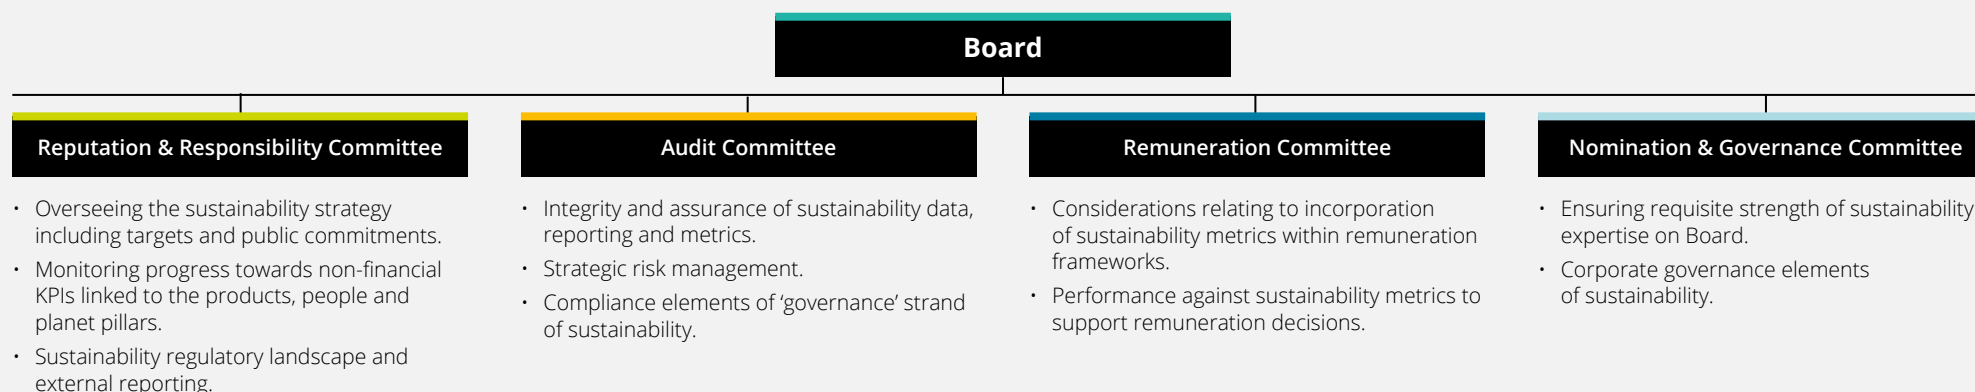 Board
Reputation & Responsibility Committee
• Overseeing the sustainability strategy
including targets and public commitments.
• Monitoring progress towards non-financial
KPIs linked to the products, people and
planet pillars.
• Sustainability regulatory landscape and
external reporting.
Audit Committee
• Integrity and assurance of sustainability data,
reporting and metrics.
• Strategic risk management.
• Compliance elements of ‘governance’ strand
of sustainability.
Remuneration Committee
• Considerations relating to incorporation
of sustainability metrics within remuneration
frameworks.
• Performance against sustainability metrics to
support remuneration decisions.
Nomination & Governance Committee
• Ensuring requisite strength of sustainability
expertise on Board.
• Corporate governance elements
of sustainability.